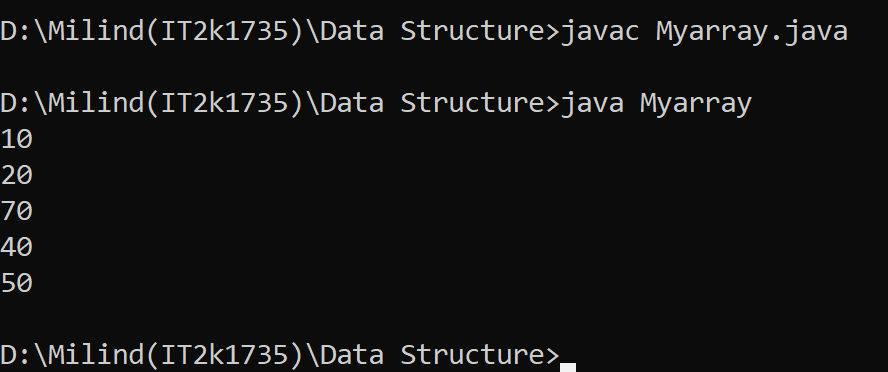 D:\Milind(IT2k1735)\Data Structure>javac Myarray.java
D:\Milind(IT2k1735)\Data Structure>java Myarray
10
20
70
40
50
D:\Milind(IT2k1735)\Data Structure>